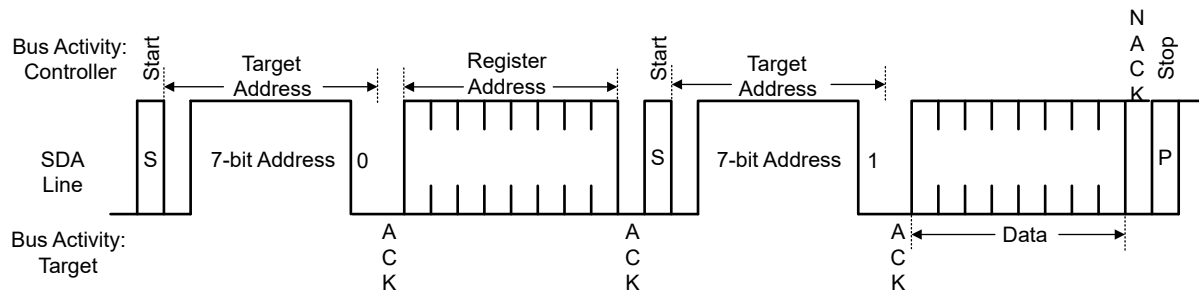 Bus Activity:
Controller
Start
Target
Address
Register
Address
Start
Target
Address
N
A
C
K
Stop
SDA
Line
S
7-bit Address
0
S
7-bit Address
1
P
Bus Activity:
Target
A
C
K
A
C
K
A
C
K
Data